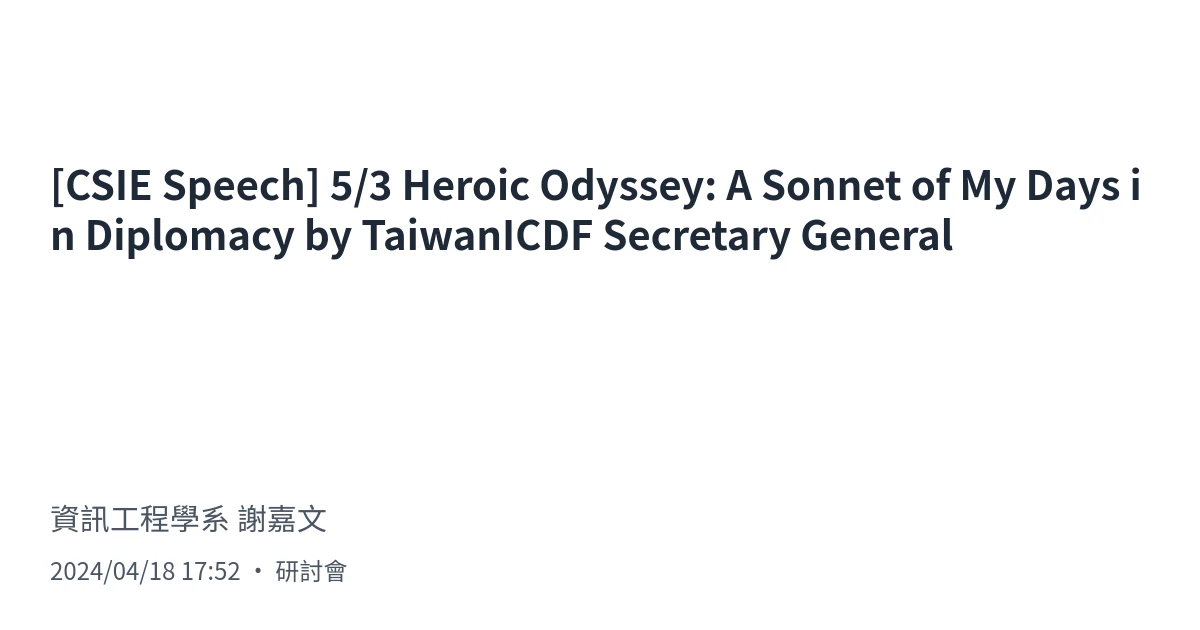 [CSIE Speech] 5/3 Heroic Odyssey: A Sonnet of My Days i
n Diplomacy by TaiwanICDF Secretary General
資訊工程學系 謝嘉文
2024/04/18 17:52 ・ 研討會